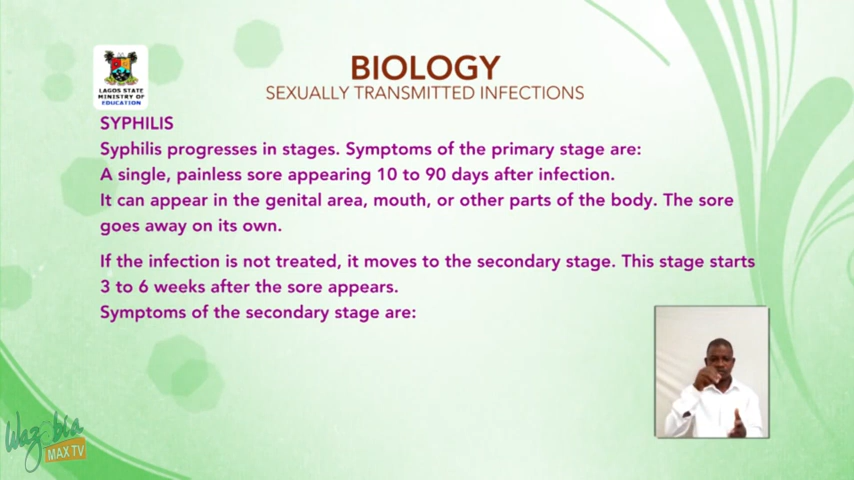 BIOLOGY
SEXUALLY TRANSMITTED INFECTIONS
LAGOS STATE
MINISTRY OF
EDUCATION
SYPHILIS
Syphilis progresses in stages. Symptoms of the primary stage are:
A single, painless sore appearing 10 to 90 days after infection.
It can appear in the genital area, mouth, or other parts of the body. The sore
goes away on its own.
If the infection is not treated, it moves to the secondary stage. This stage starts
3 to 6 weeks after the sore appears.
Symptoms of the secondary stage are:
Wazobia
MAX TV